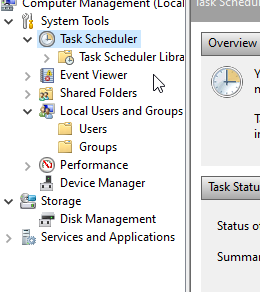 Computer Management (Local
Task Schedul
System Tools
Task Scheduler
Overview
Task Scheduler Libra
Event Viewer
Shared Folders
Local Users and Groups
Users
Groups
Performance
Device Manager
Task Statu
Storage
Disk Management
Status of
Services and Applications
Summar